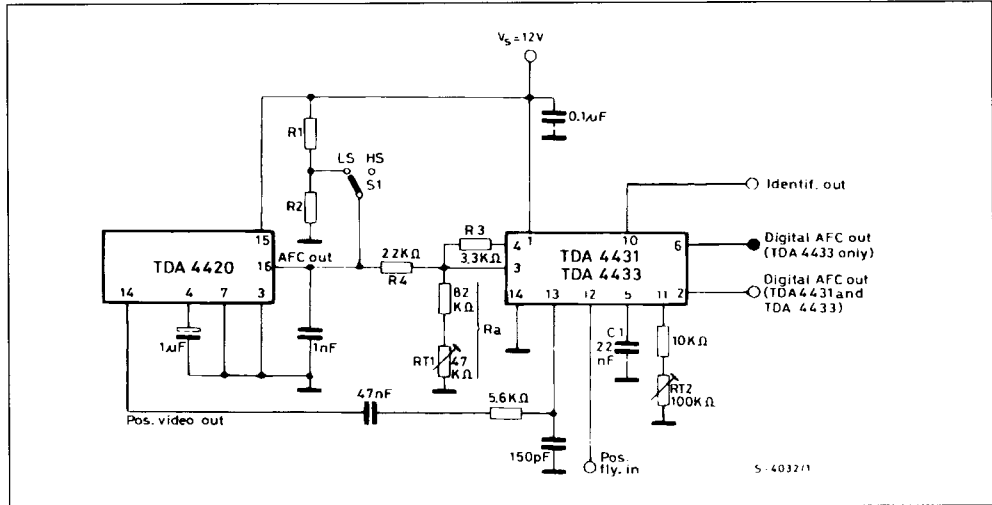 Vs=12V
0.1µF
R1
LS HS
S1
R2
Identif. out
15
AFC out
16
TDA 4420
14 4 7 3
22KΩ
R4
R3
3,3KΩ
4 1 10 6
3
TDA 4431
TDA 4433
14 13 12 5 11 2
Digital AFC out
(TDA 4433 only)
Digital AFC out
(TDA4431 and
TDA 4433)
1µF
1nF
82
KΩ
Ra
RT1
47
KΩ
C1
22
nF
10KΩ
RT2
100KΩ
47nF
5.6KΩ
Pos. video out
150pF
Pos.
fly. in
S-4032/1